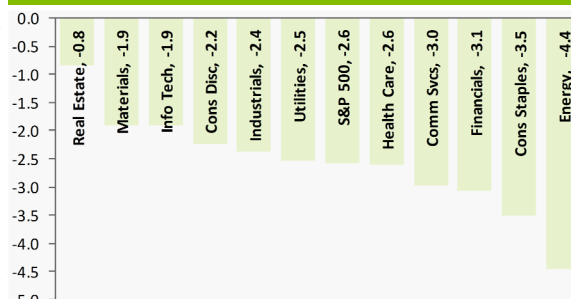 0.0
-0.5
-1.0
-1.5
-2.0
-2.5
-3.0
-3.5
-4.0
-4.5
-5.0
Real Estate, -0.8
Materials, -1.9
Info Tech, -1.9
Cons Disc, -2.2
Industrials, -2.4
Utilities, -2.5
S&P 500, -2.6
Health Care, -2.6
Comm Svcs, -3.0
Financials, -3.1
Cons Staples, -3.5
Energy, -4.4